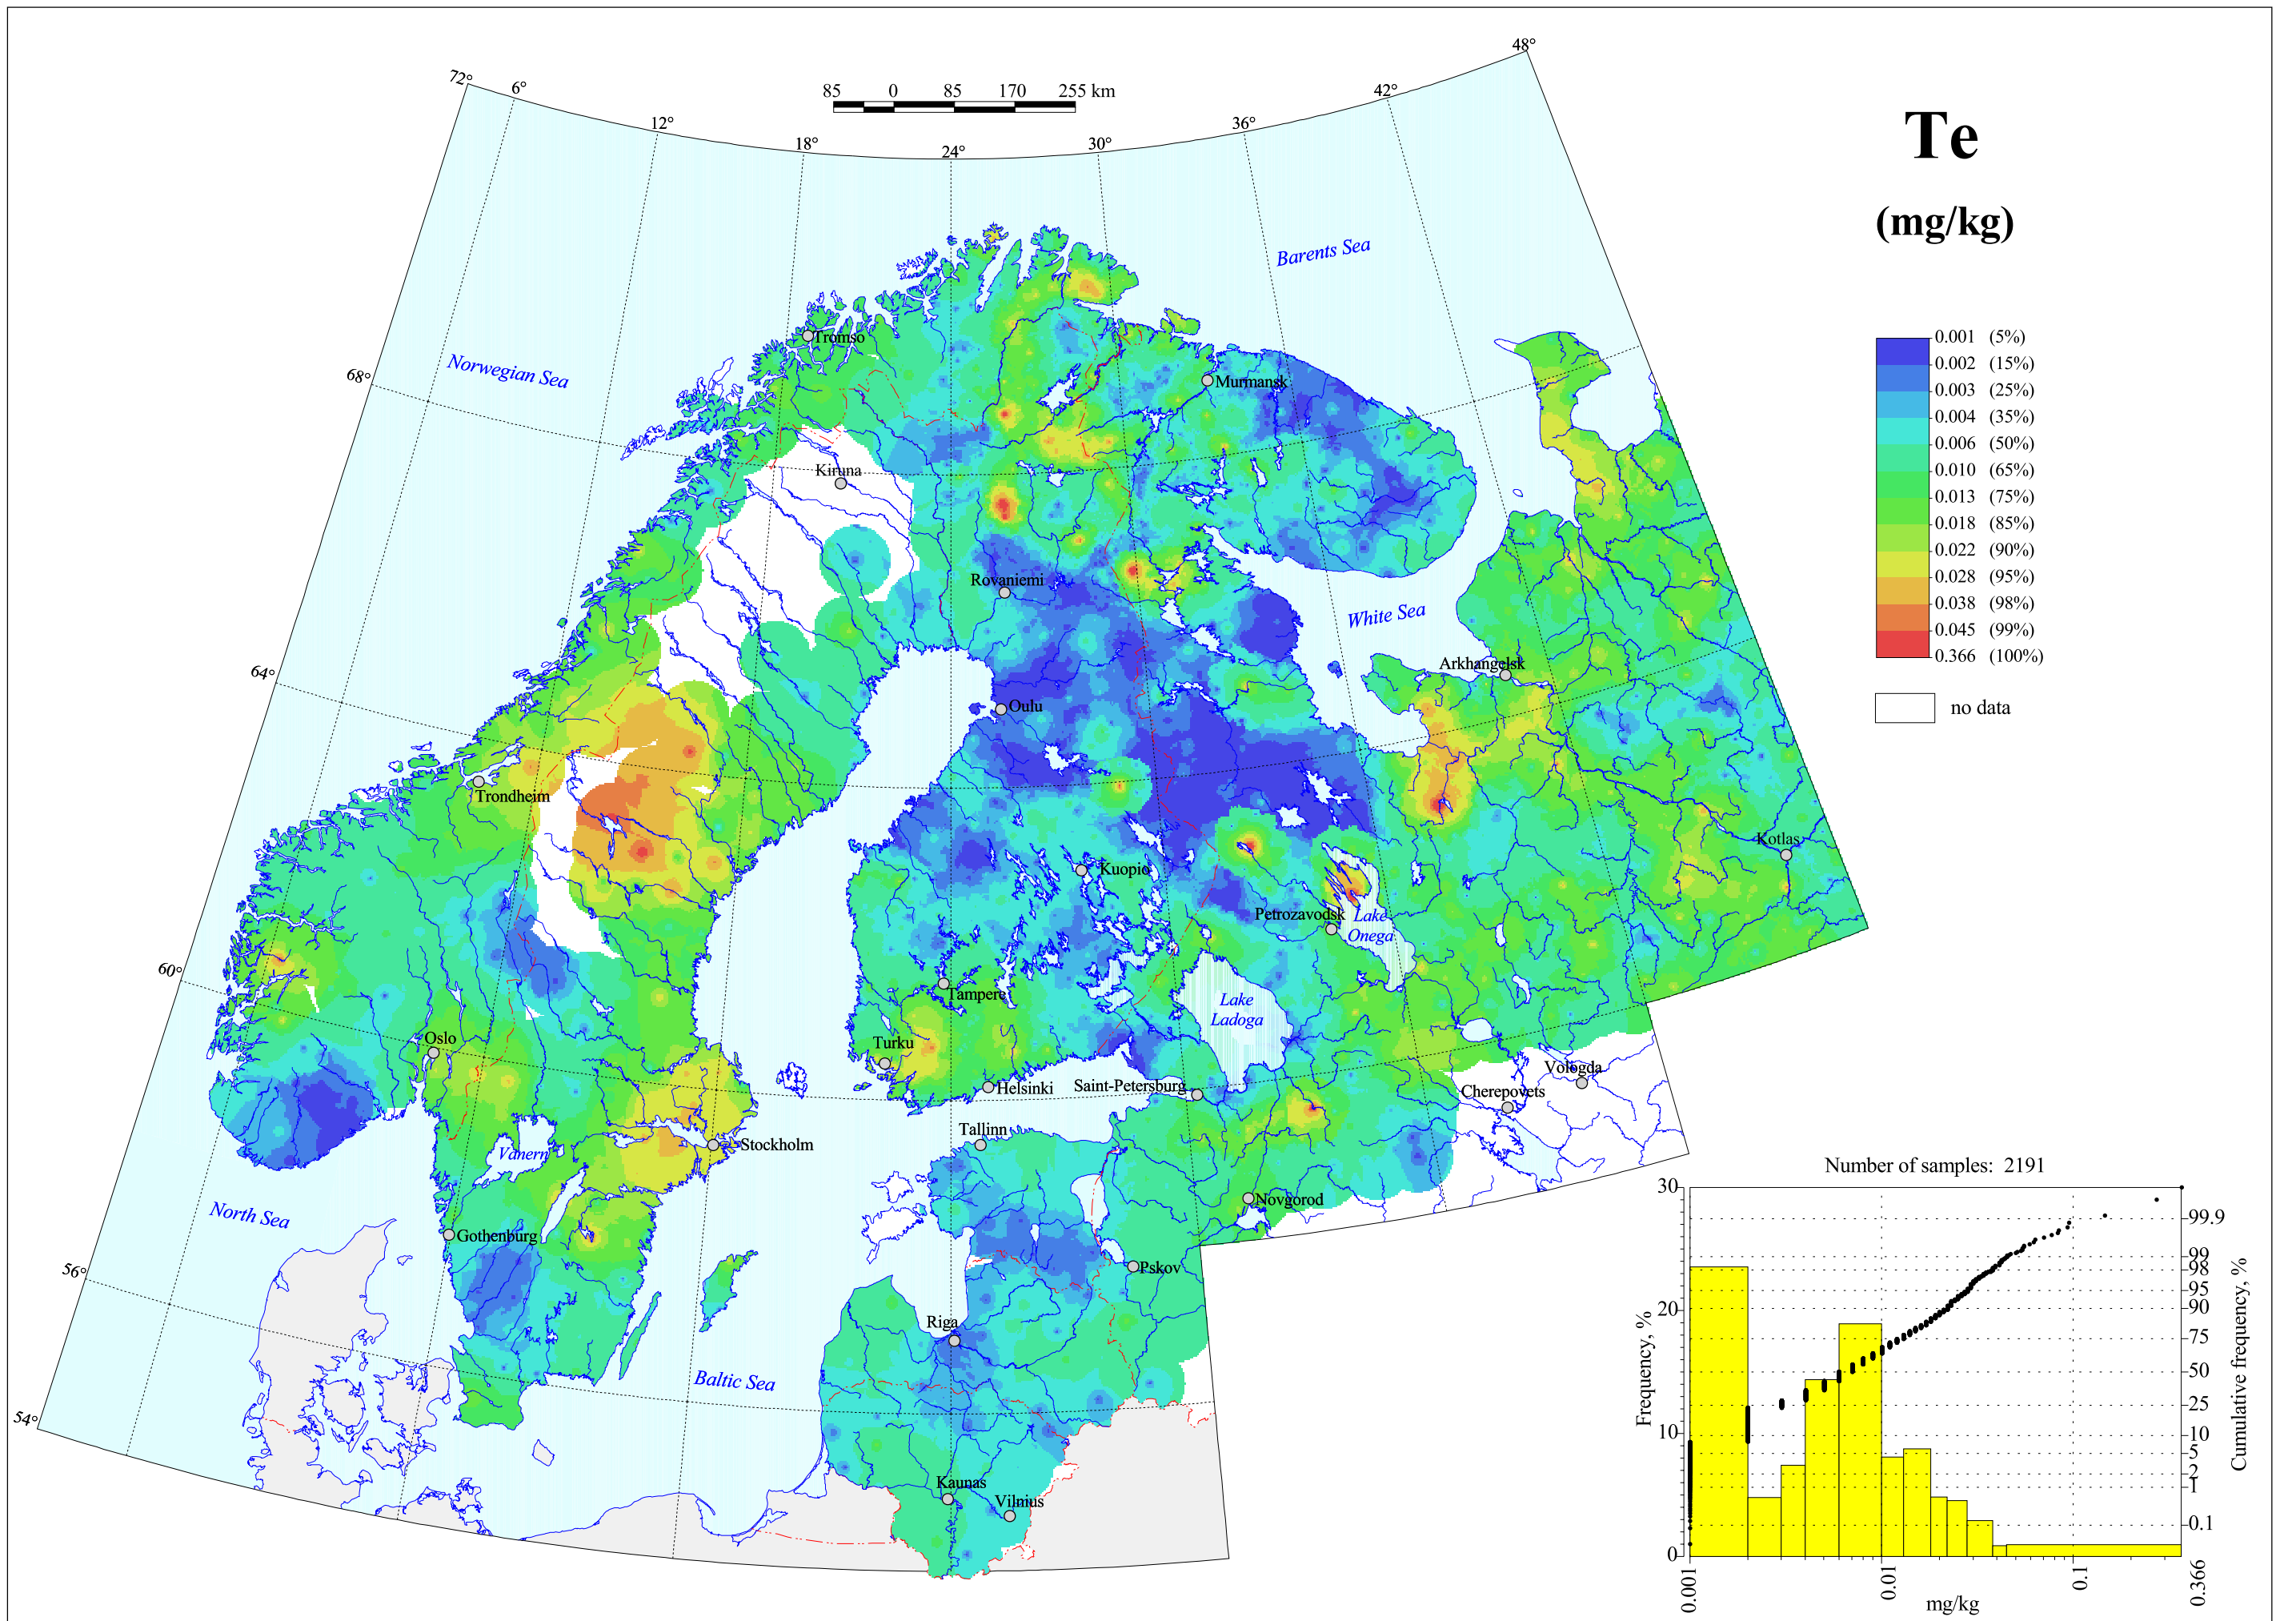 48°
72°
6°
42°
85 0 85 170 255 km
12°
36°
18°
30°
24°
Te
(mg/kg)
Barents Sea
Norwegian Sea
68°
Tromso
Murmansk
Kiruna
0.001 (5%)
0.002 (15%)
0.003 (25%)
0.004 (35%)
0.006 (50%)
0.010 (65%)
0.013 (75%)
0.018 (85%)
0.022 (90%)
0.028 (95%)
0.038 (98%)
0.045 (99%)
0.366 (100%)
no data
Rovaniemi
White Sea
64°
Arkhangelsk
Oulu
Trondheim
Kotlas
Kuopio
Petrozavodsk
Lake
Onega
60°
Tampere
Lake
Ladoga
Oslo
Turku
Helsinki
Saint-Petersburg
Vologda
Cherepovets
Tallinn
Stockholm
Vanern
Novgorod
North Sea
Gothenburg
56°
Pskov
Riga
Baltic Sea
54°
Kaunas
Vilnius
Number of samples: 2191
30
20
10
0
Frequency, %
99.9
99
98
95
90
75
50
25
10
5
2
1
0.1
Cumulative frequency, %
0.001
0.01
0.1
0.366
mg/kg